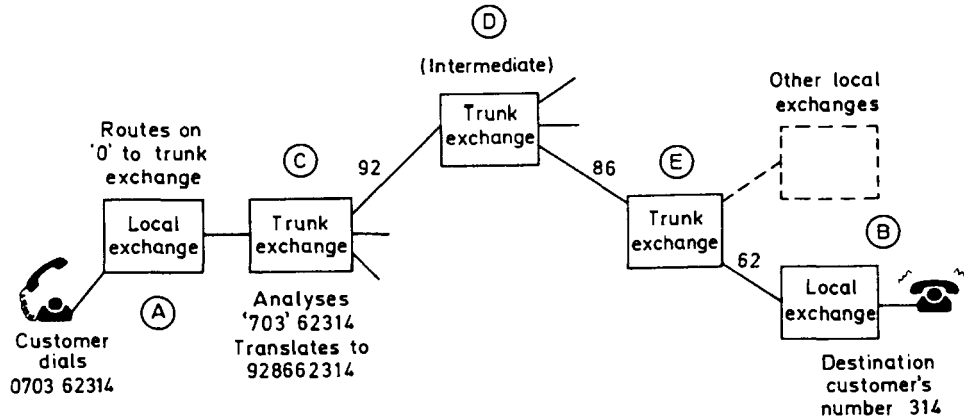 D
(Intermediate)
Trunk
exchange
Other local
exchanges
Routes on
'0' to trunk
exchange
C
92
86
E
Local
exchange
Trunk
exchange
Trunk
exchange
B
62
Local
exchange
A
Analyses
'703' 62314
Translates to
928662314
Customer
dials
0703 62314
Destination
customer's
number 314